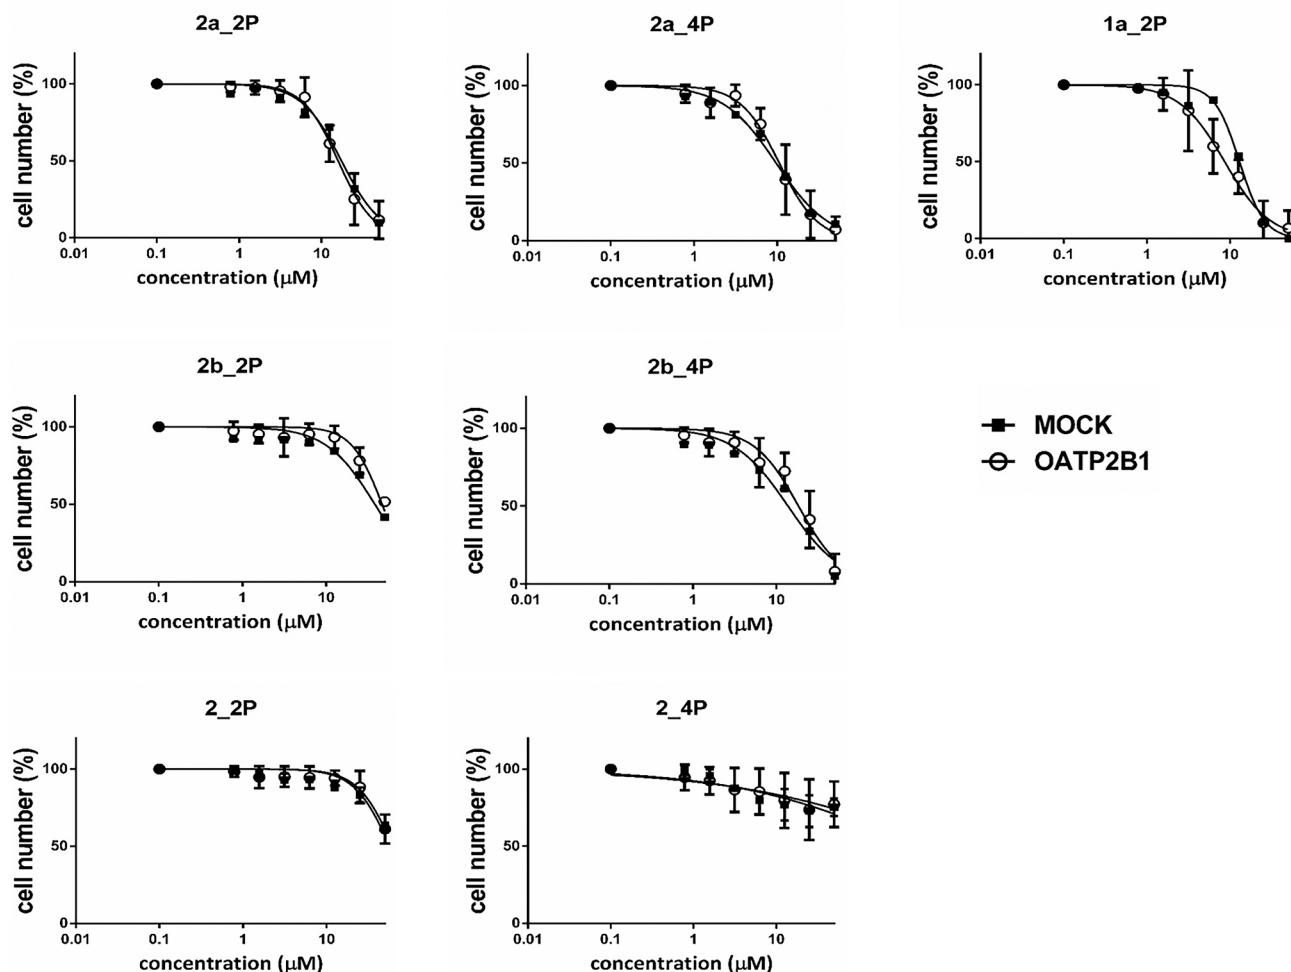 2a_2P
cell number (%)
100
50
0
0.01 0.1 1 10
concentration (μM)
2a_4P
cell number (%)
100
50
0
0.01 0.1 1 10
concentration (μM)
1a_2P
cell number (%)
100
50
0
0.01 0.1 1 10
concentration (μM)
2b_2P
cell number (%)
100
50
0
0.01 0.1 1 10
concentration (μM)
2b_4P
cell number (%)
100
50
0
0.01 0.1 1 10
concentration (μM)
MOCK
OATP2B1
2_2P
cell number (%)
100
50
0
0.01 0.1 1 10
concentration (μM)
2_4P
cell number (%)
100
50
0
0.01 0.1 1 10
concentration (μM)